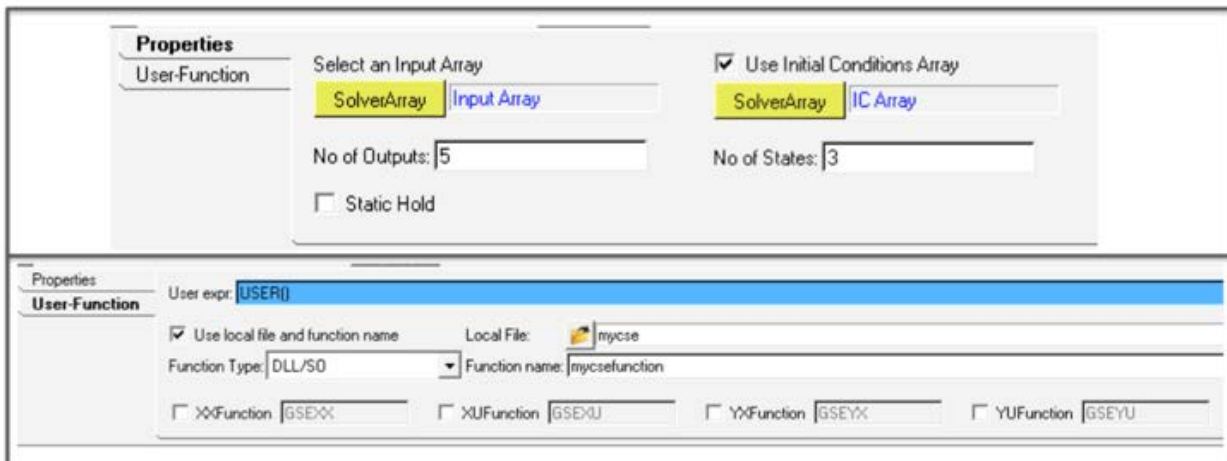 Properties
User-Function
Select an Input Array
SolverArray Input Array
Use Initial Conditions Array
SolverArray IC Array
No of Outputs: 5
No of States: 3
Static Hold
Properties
User-Function
User expr: USER()
Use local file and function name
Local File: mycse
Function Type: DLL/SO
Function name: mycsefunction
XXFunction GSEXX
XUFunction GSEXU
YXFunction GSEYX
YUFunction GSEYU